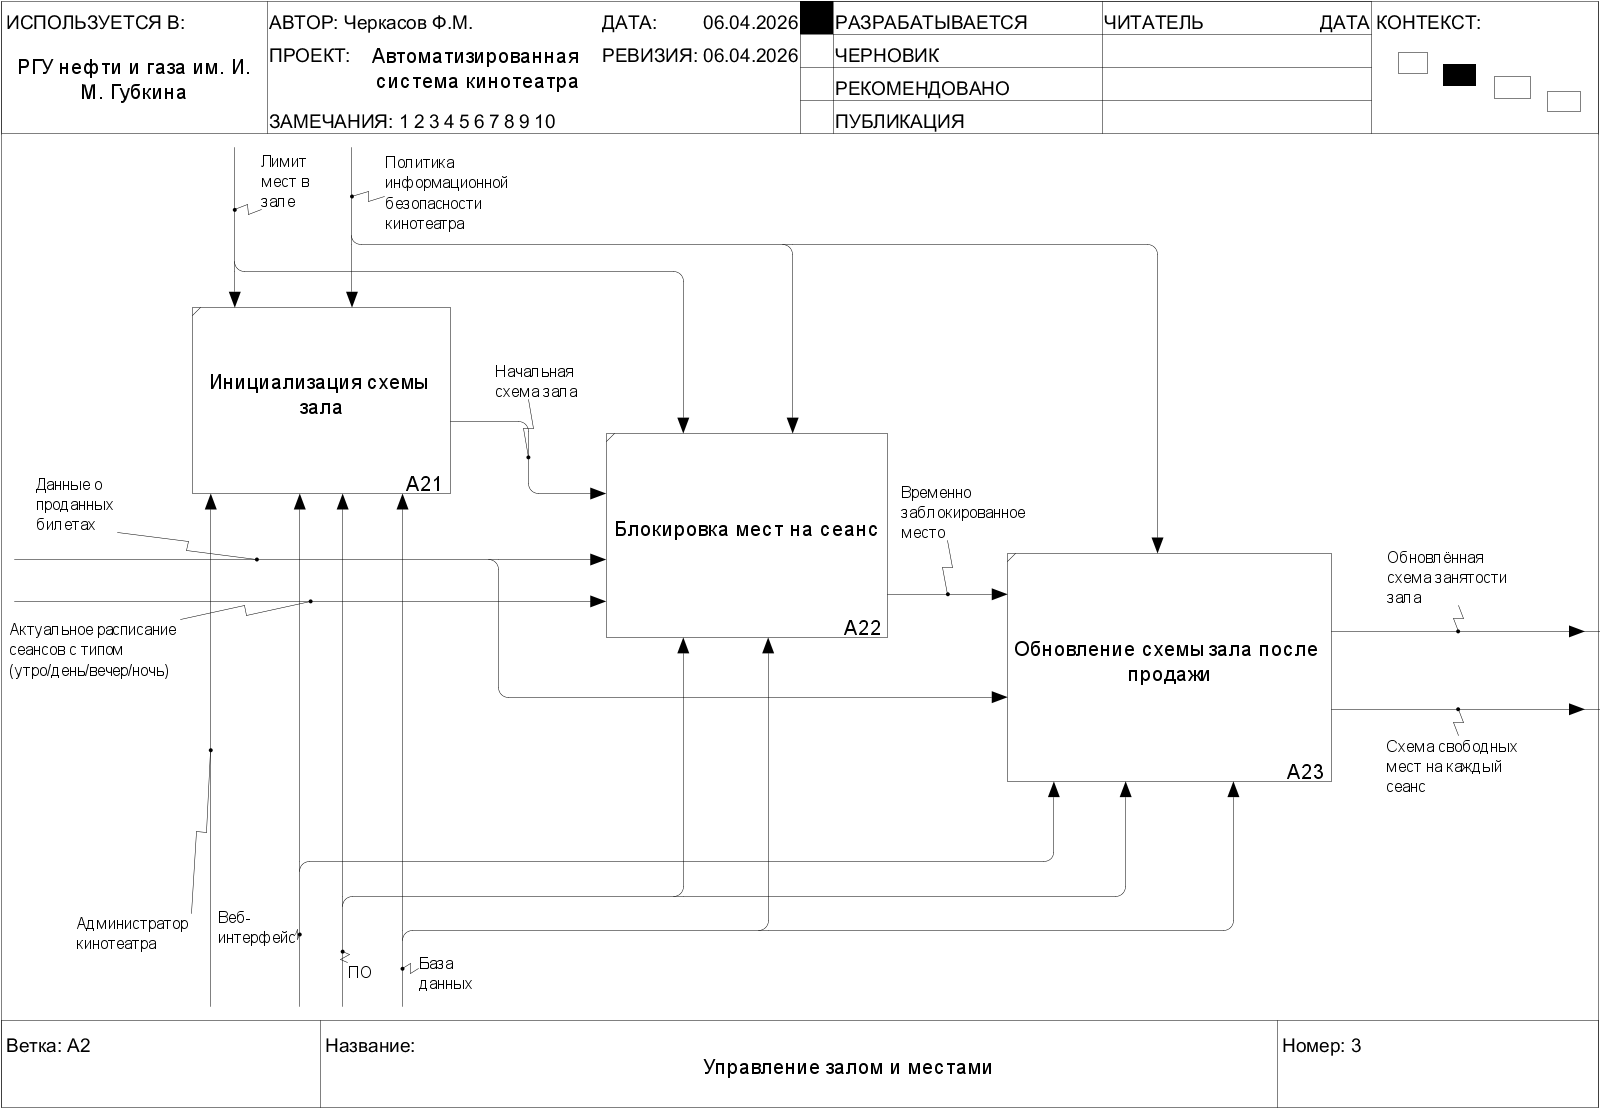 ИСПОЛЬЗУЕТСЯ В:
РГУ нефти и газа им. И.
М. Губкина
АВТОР: Черкасов Ф.М.
ДАТА: 06.04.2026
ПРОЕКТ: Автоматизированная
система кинотеатра
РЕВИЗИЯ: 06.04.2026
ЗАМЕЧАНИЯ: 1 2 3 4 5 6 7 8 9 10
РАЗРАБАТЫВАЕТСЯ
ЧЕРНОВИК
РЕКОМЕНДОВАНО
ПУБЛИКАЦИЯ
ЧИТАТЕЛЬ ДАТА
КОНТЕКСТ:
Лимит
мест в
зале
Политика
информационной
безопасности
кинотеатра
Инициализация схемы
зала
A21
Начальная
схема зала
Данные о
проданных
билетах
Блокировка мест на сеанс
A22
Временно
заблокированное
место
Актуальное расписание
сеансов с типом
(утро/день/вечер/ночь)
Обновление схемы зала после
продажи
A23
Обновлённая
схема занятости
зала
Схема свободных
мест на каждый
сеанс
Администратор
кинотеатра
Веб-
интерфейс
ПО
База
данных
Ветка: A2
Название:
Управление залом и местами
Номер: 3